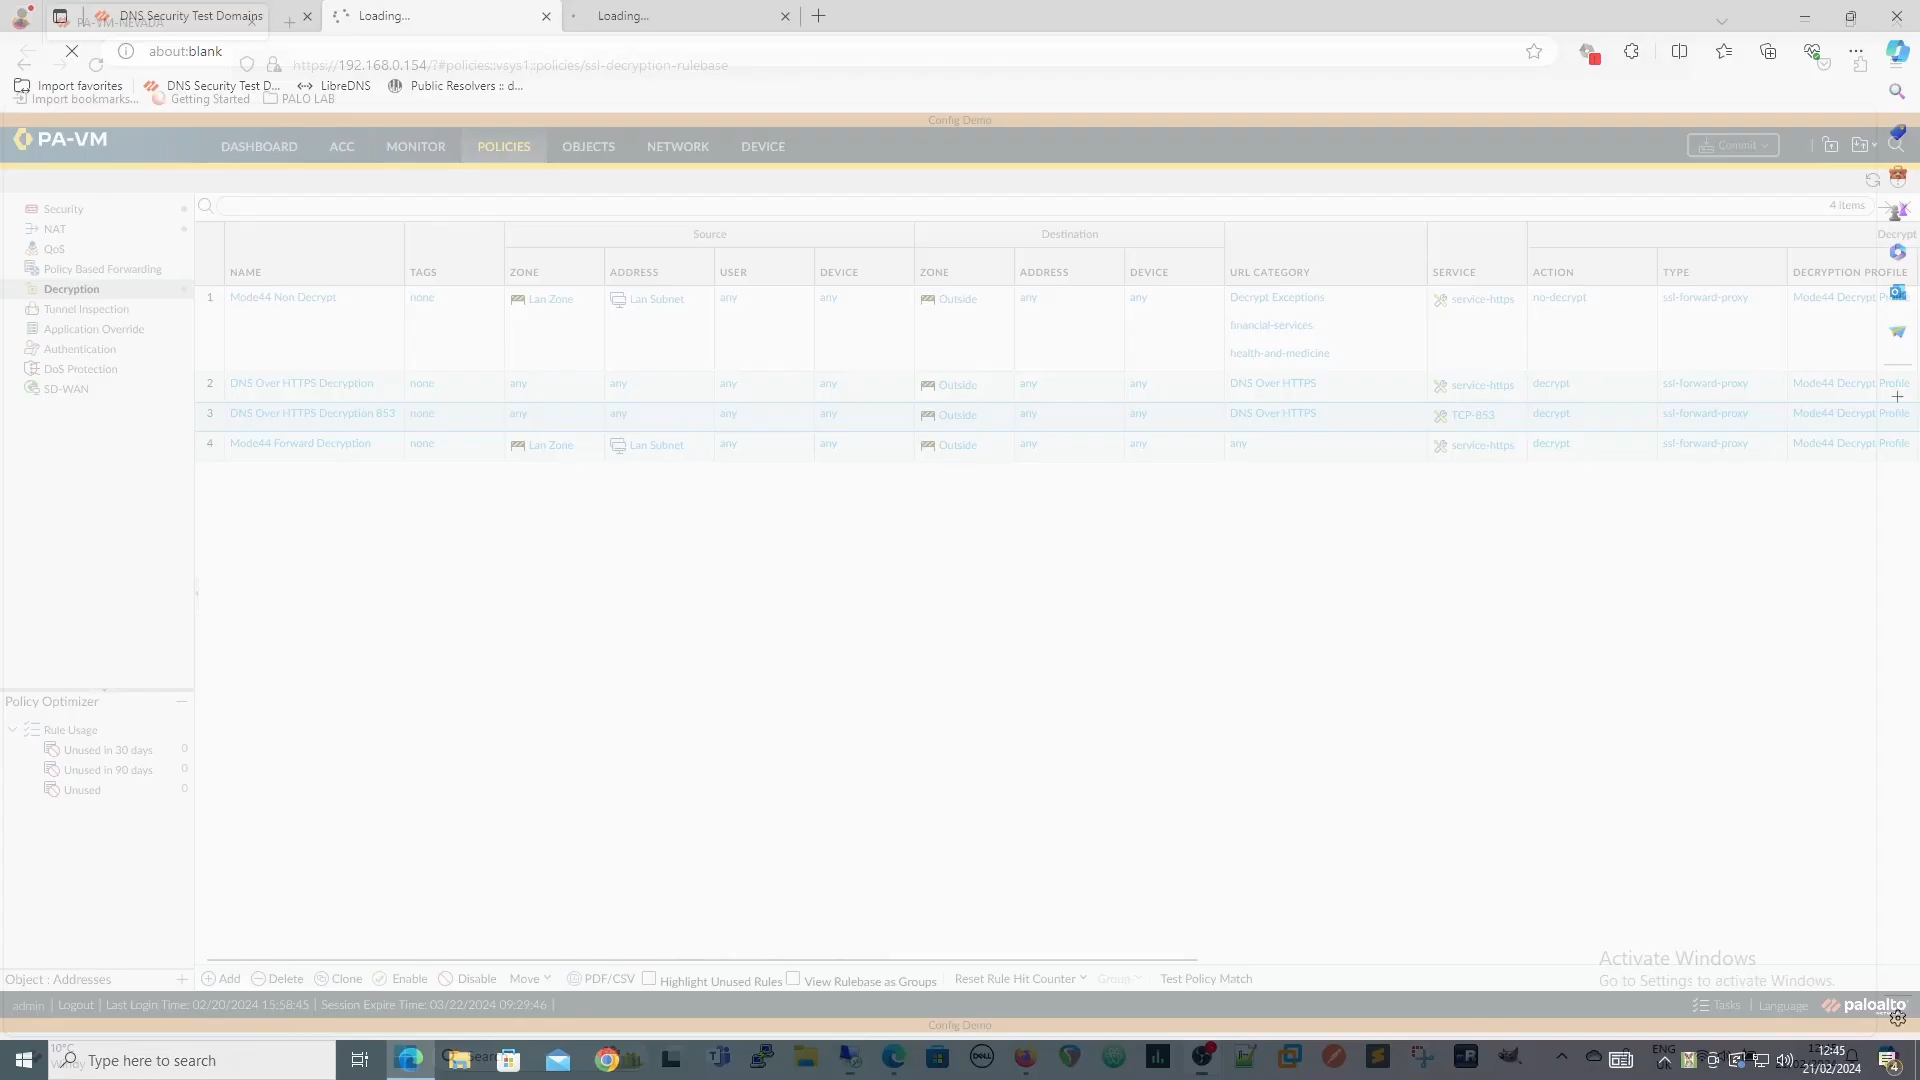 DNS Security Test Domains
PA-VM-NEVADA
Loading...
Loading...
about:blank
https://192.168.0.154/?#policies::vsys1::policies/ssl-decryption-rulebase
Import favorites
DNS Security Test D...
LibreDNS
Public Resolvers :: d...
Import bookmarks...
Getting Started
PALO LAB
Config Demo
PA-VM
DASHBOARD
ACC
MONITOR
POLICIES
OBJECTS
NETWORK
DEVICE
Commit
4 items
Security
NAT
QoS
Policy Based Forwarding
Decryption
Tunnel Inspection
Application Override
Authentication
DoS Protection
SD-WAN
Source
Destination
Decrypt
NAME TAGS ZONE ADDRESS USER DEVICE ZONE ADDRESS DEVICE URL CATEGORY SERVICE ACTION TYPE DECRYPTION PROFILE
1 Mode44 Non Decrypt none Lan Zone Lan Subnet any any Outside any any Decrypt Exceptions service-https no-decrypt ssl-forward-proxy Mode44 Decrypt Profile
financial-services
health-and-medicine
2 DNS Over HTTPS Decryption none any any any any Outside any any DNS Over HTTPS service-https decrypt ssl-forward-proxy Mode44 Decrypt Profile
3 DNS Over HTTPS Decryption 853 none any any any any Outside any any DNS Over HTTPS TCP-853 decrypt ssl-forward-proxy Mode44 Decrypt Profile
4 Mode44 Forward Decryption none Lan Zone Lan Subnet any any Outside any any any service-https decrypt ssl-forward-proxy Mode44 Decrypt Profile
Policy Optimizer
Rule Usage
Unused in 30 days 0
Unused in 90 days 0
Unused 0
Object : Addresses
Add
Delete
Clone
Enable
Disable
Move
PDF/CSV
Highlight Unused Rules
View Rulebase as Groups
Reset Rule Hit Counter
Group
Test Policy Match
Activate Windows
Go to Settings to activate Windows.
admin | Logout | Last Login Time: 02/20/2024 15:58:45 | Session Expire Time: 03/22/2024 09:29:46 |
Tasks | Language
paloalto
Config Demo
10°C
Windy
Type here to search
Search
DELL
ENG
UK
12:45
21/02/2024
4